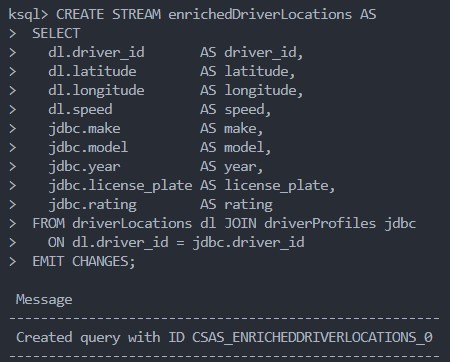 ksql> CREATE STREAM enrichedDriverLocations AS
>  SELECT
>    dl.driver_id       AS driver_id,
>    dl.latitude        AS latitude,
>    dl.longitude       AS longitude,
>    dl.speed           AS speed,
>    jdbc.make          AS make,
>    jdbc.model         AS model,
>    jdbc.year          AS year,
>    jdbc.license_plate AS license_plate,
>    jdbc.rating        AS rating
>  FROM driverLocations dl JOIN driverProfiles jdbc
>    ON dl.driver_id = jdbc.driver_id
>  EMIT CHANGES;
 Message
----------------------------------------------------
 Created query with ID CSAS_ENRICHEDDRIVERLOCATIONS_0
----------------------------------------------------